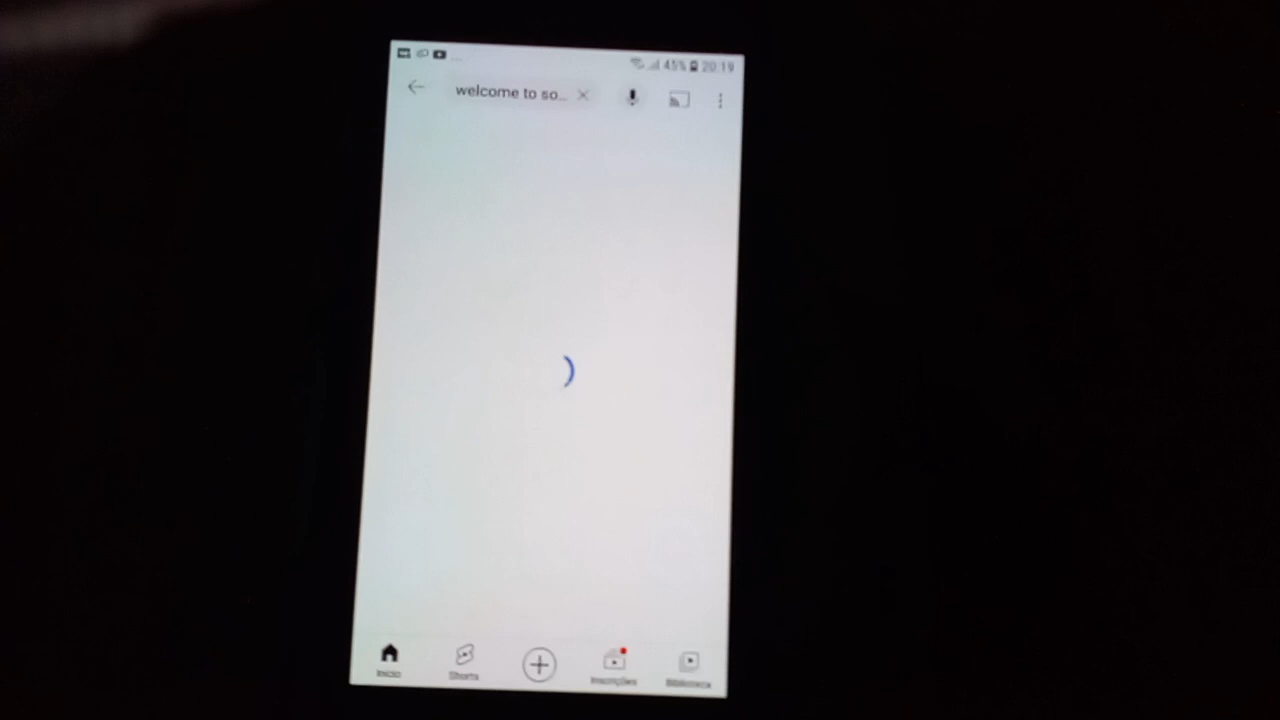 45% 20:19
welcome to so...
Início
Shorts
Inscrições
Biblioteca